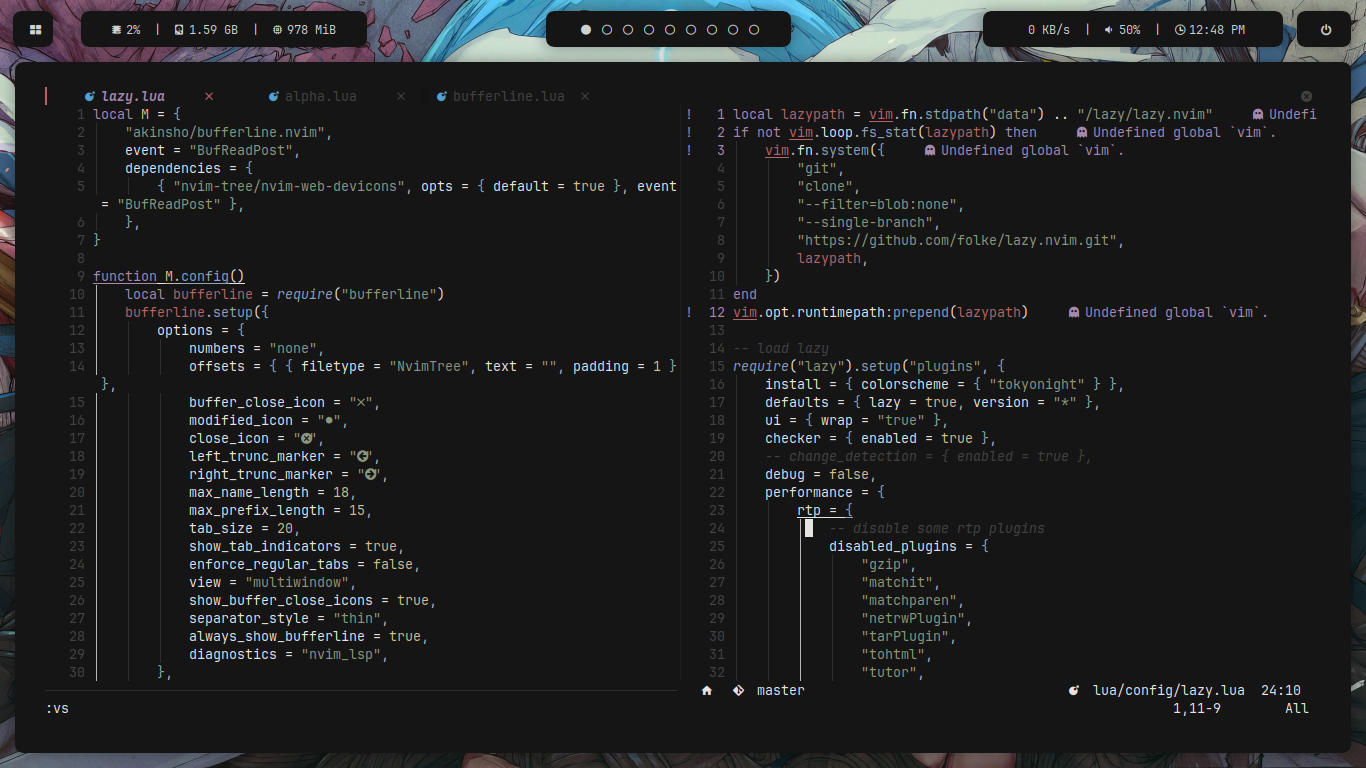 2% | 1.59 GB | 978 MiB
0 KB/s | 50% | 12:48 PM
lazy.lua × alpha.lua × bufferline.lua ×
1 local M = {
2 "akinsho/bufferline.nvim",
3 event = "BufReadPost",
4 dependencies = {
5 { "nvim-tree/nvim-web-devicons", opts = { default = true }, event
= "BufReadPost" },
6 },
7 }
8
9 function M.config()
10 local bufferline = require("bufferline")
11 bufferline.setup({
12 options = {
13 numbers = "none",
14 offsets = { { filetype = "NvimTree", text = "", padding = 1 }
},
15 buffer_close_icon = "×",
16 modified_icon = "●",
17 close_icon = "",
18 left_trunc_marker = "",
19 right_trunc_marker = "",
20 max_name_length = 18,
21 max_prefix_length = 15,
22 tab_size = 20,
23 show_tab_indicators = true,
24 enforce_regular_tabs = false,
25 view = "multiwindow",
26 show_buffer_close_icons = true,
27 separator_style = "thin",
28 always_show_bufferline = true,
29 diagnostics = "nvim_lsp",
30 },
! 1 local lazypath = vim.fn.stdpath("data") .. "/lazy/lazy.nvim" Undefi
! 2 if not vim.loop.fs_stat(lazypath) then Undefined global `vim`.
! 3 vim.fn.system({ Undefined global `vim`.
4 "git",
5 "clone",
6 "--filter=blob:none",
7 "--single-branch",
8 "https://github.com/folke/lazy.nvim.git",
9 lazypath,
10 })
11 end
! 12 vim.opt.runtimepath:prepend(lazypath) Undefined global `vim`.
13
14 -- load lazy
15 require("lazy").setup("plugins", {
16 install = { colorscheme = { "tokyonight" } },
17 defaults = { lazy = true, version = "*" },
18 ui = { wrap = "true" },
19 checker = { enabled = true },
20 -- change_detection = { enabled = true },
21 debug = false,
22 performance = {
23 rtp = {
24 -- disable some rtp plugins
25 disabled_plugins = {
26 "gzip",
27 "matchit",
28 "matchparen",
29 "netrwPlugin",
30 "tarPlugin",
31 "tohtml",
32 "tutor",
master lua/config/lazy.lua 24:10
:vs 1,11-9 All